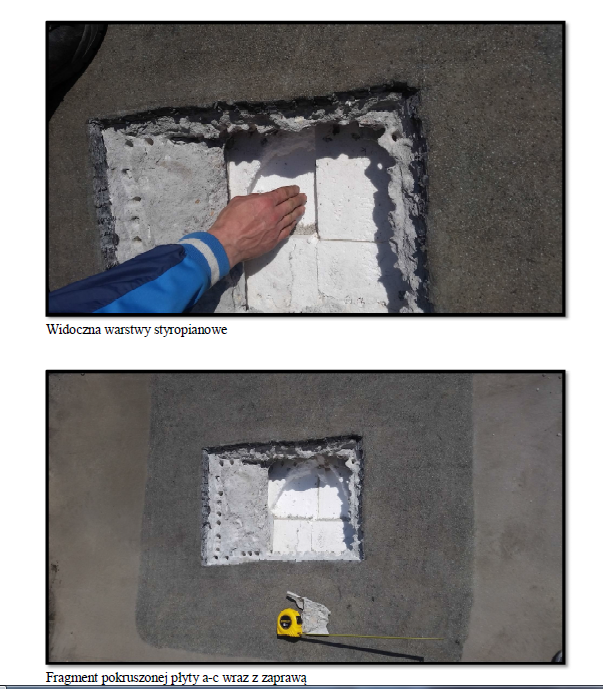 Widoczna warstwy styropianowe
Fragment pokruszonej płyty a-c wraz z zaprawą